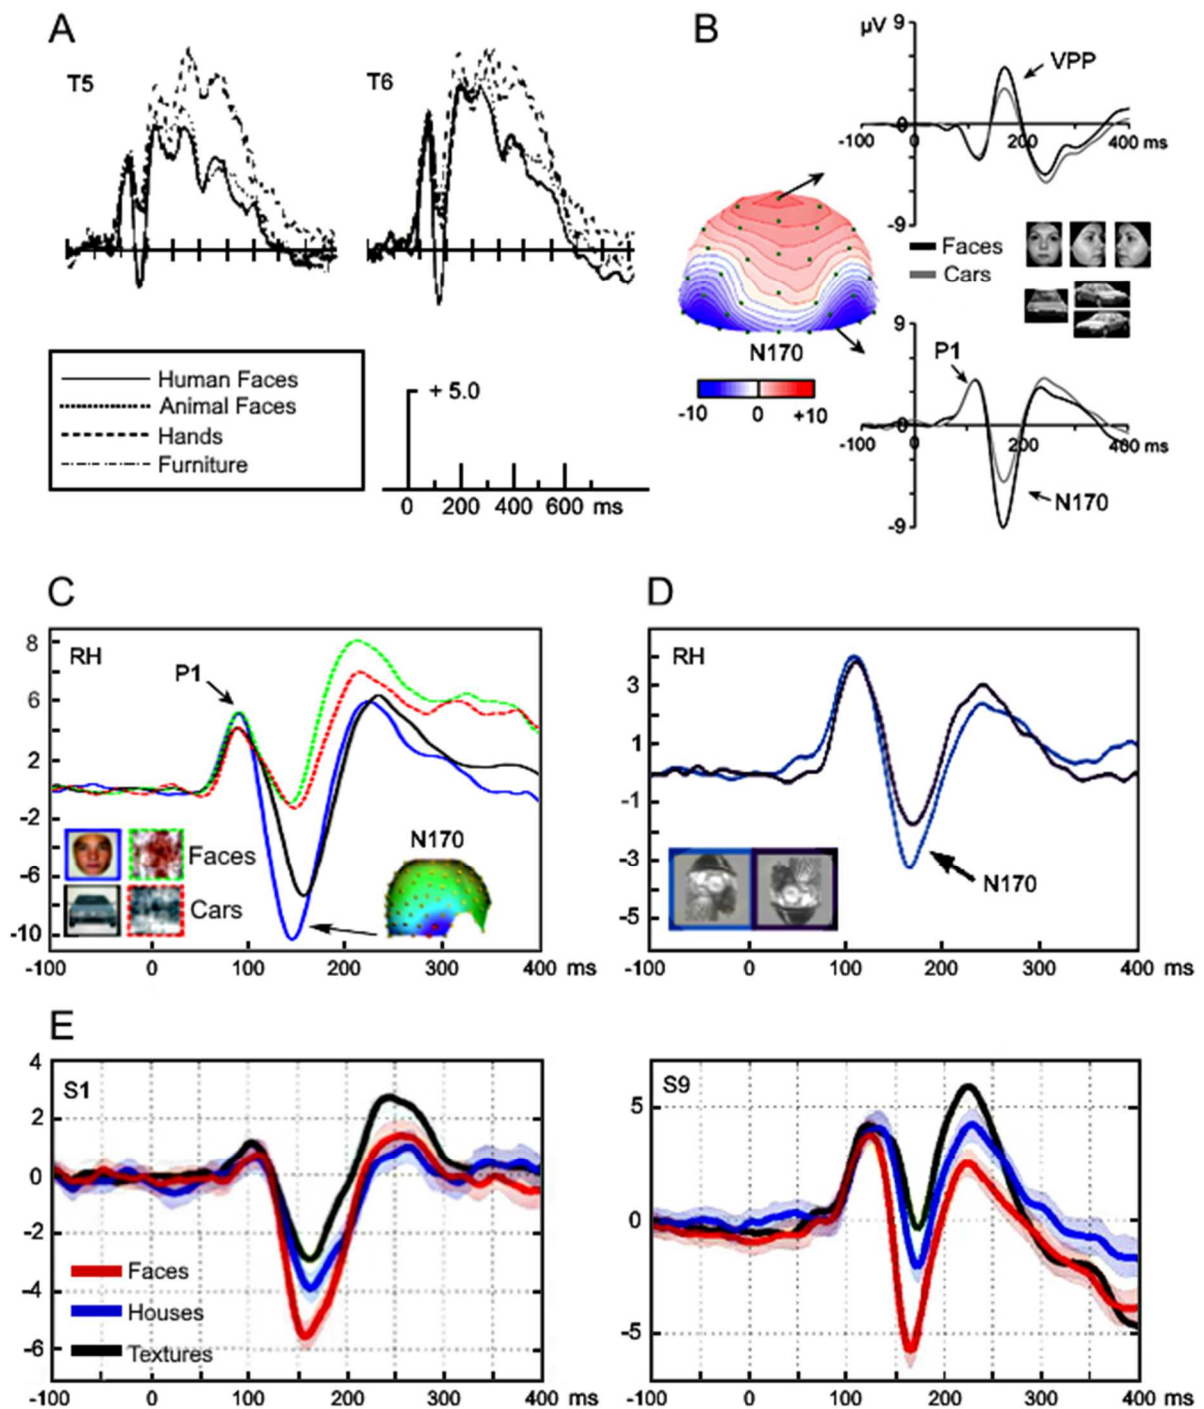 A
T5
T6
Human Faces
Animal Faces
Hands
Furniture
+ 5.0
0 200 400 600 ms
B
µV 9
VPP
0
-100 0 200 400 ms
-9
Faces
Cars
N170
-10 0 +10
9
P1
0
-100 0 200 400 ms
N170
-9
C
8
RH
P1
6
2
-2
N170
Faces
-6
Cars
-10
-100 0 100 200 300 400 ms
D
RH
3
1
-1
-3
N170
-5
-100 0 100 200 300 400 ms
E
4
S1
2
0
-2
Faces
-4
Houses
-6
Textures
-100 0 100 200 300 400 ms
S9
5
0
-5
-100 0 100 200 300 400 ms